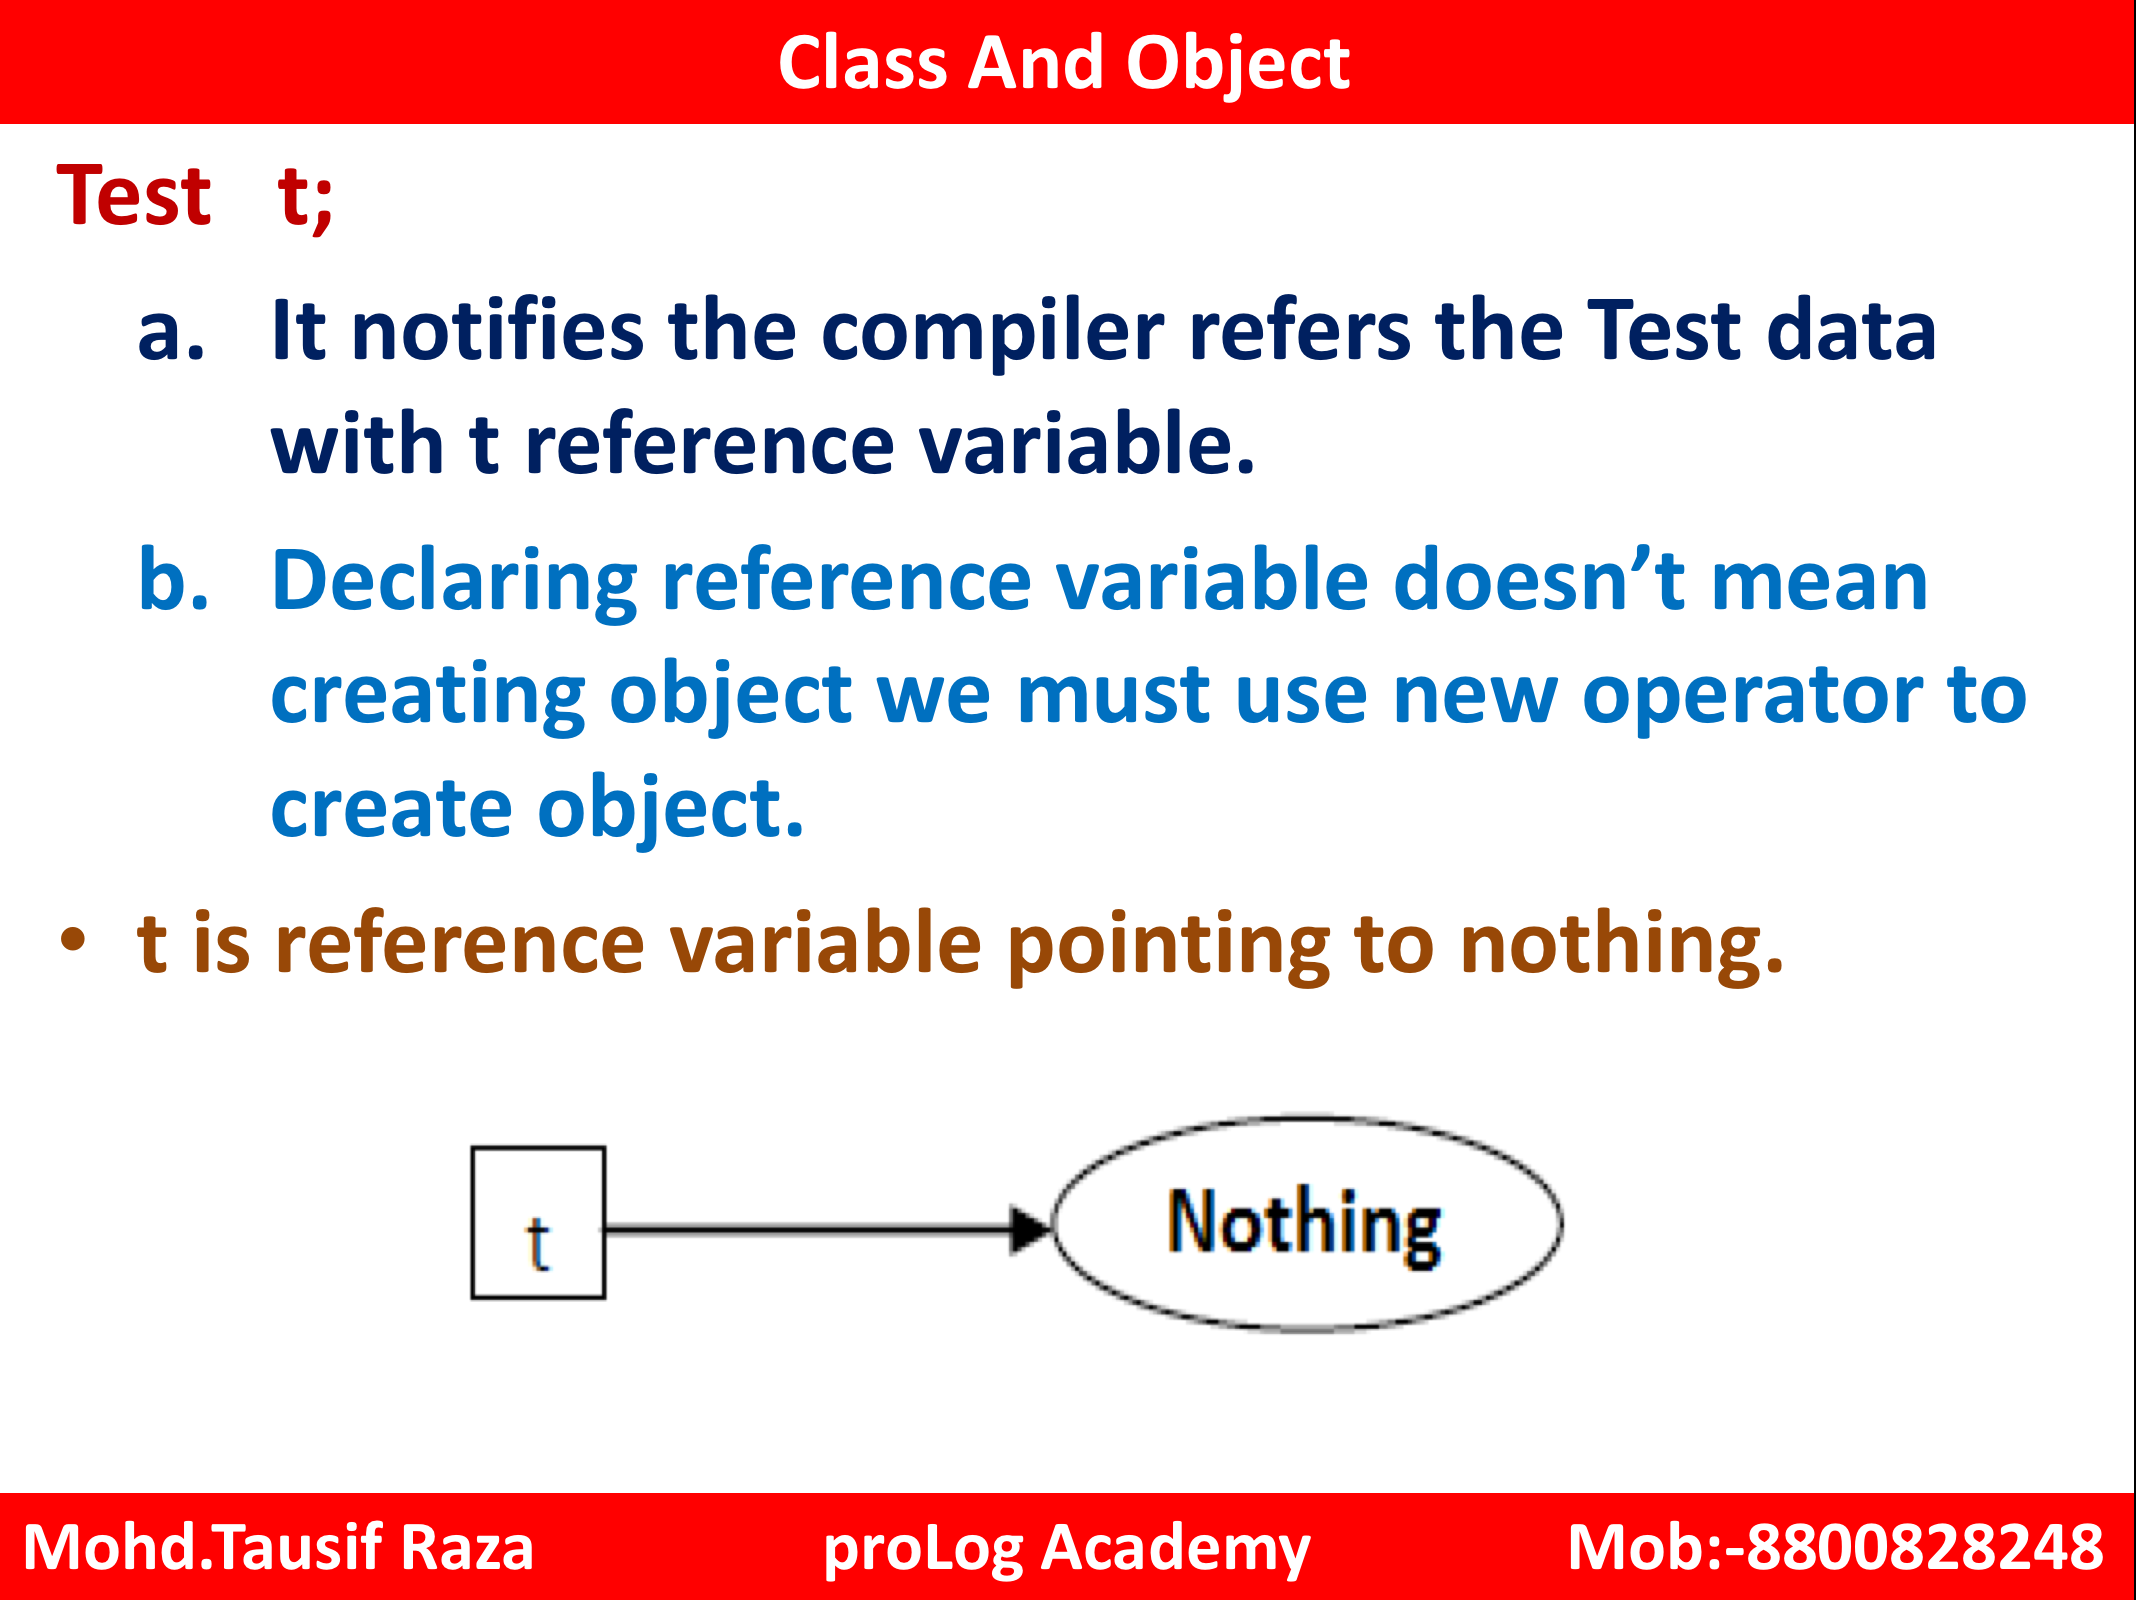 Class And Object
Test t;
a. It notifies the compiler refers the Test data
with t reference variable.
b. Declaring reference variable doesn’t mean
creating object we must use new operator to
create object.
• t is reference variable pointing to nothing.
t
Nothing
Mohd.Tausif Raza proLog Academy Mob:-8800828248